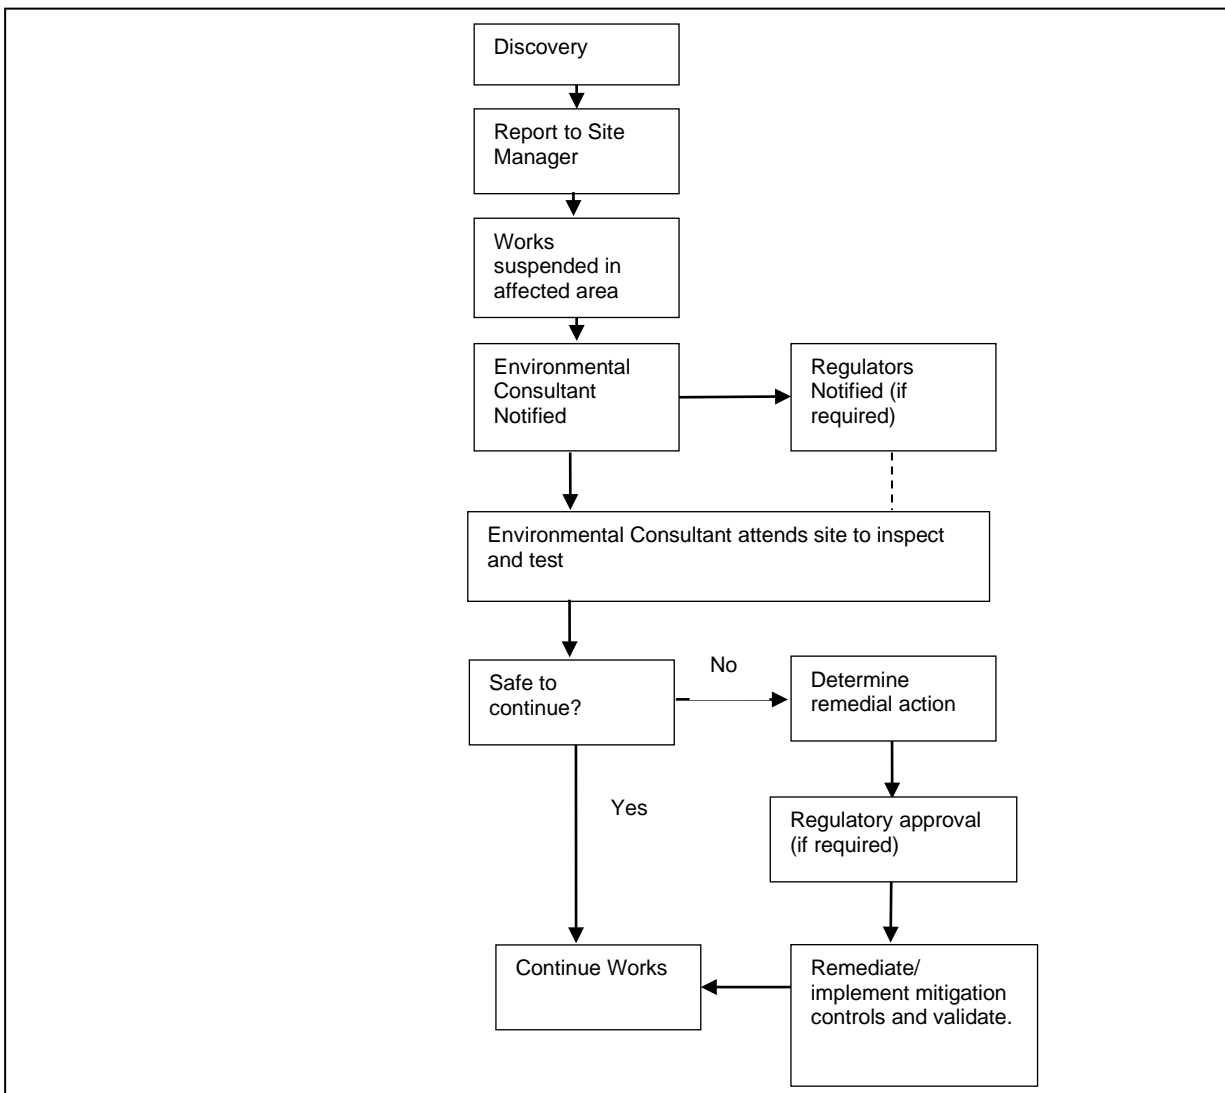 Discovery
Report to Site
Manager
Works
suspended in
affected area
Environmental
Consultant
Notified
Regulators
Notified (if
required)
Environmental Consultant attends site to inspect
and test
Safe to
continue?
No
Determine
remedial action
Yes
Regulatory approval
(if required)
Continue Works
Remediate/
implement mitigation
controls and validate.